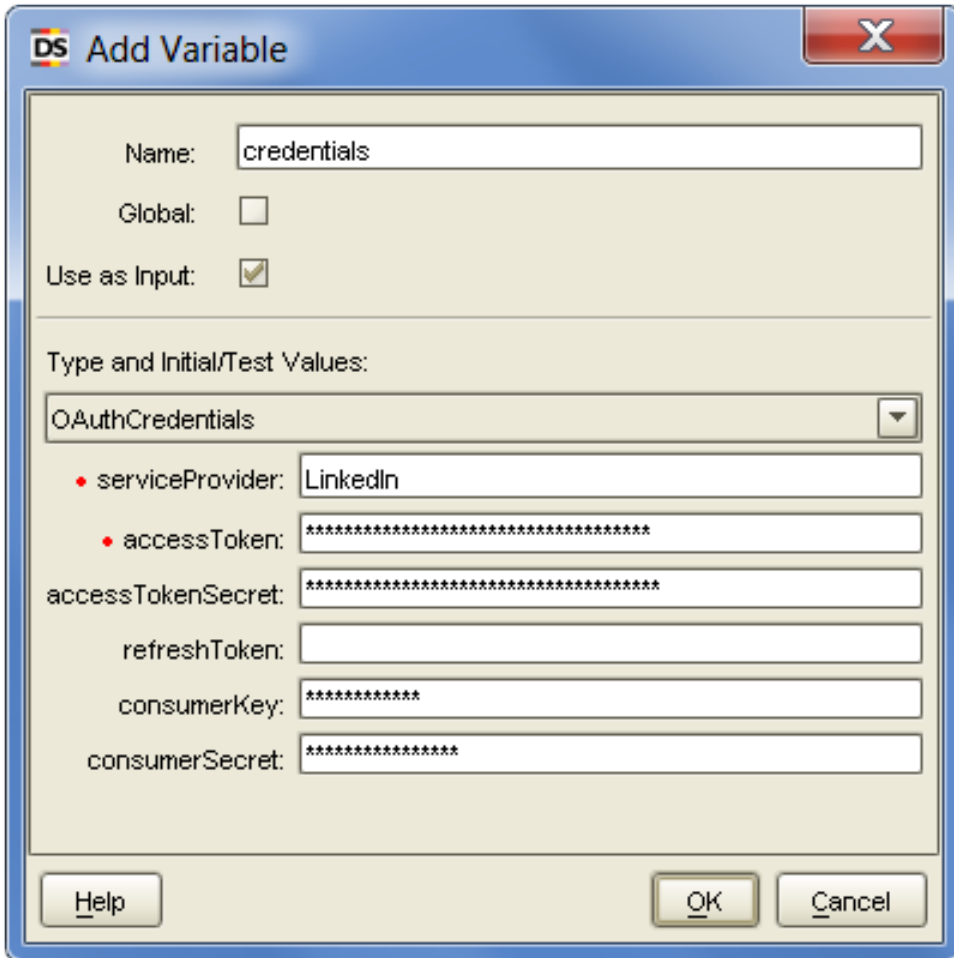 DS Add Variable X
Name: credentials
Global:
Use as Input:
Type and Initial/Test Values:
OAuthCredentials
• serviceProvider: LinkedIn
• accessToken: ************************************
accessTokenSecret: *************************************
refreshToken:
consumerKey: ************
consumerSecret: ****************
Help OK Cancel